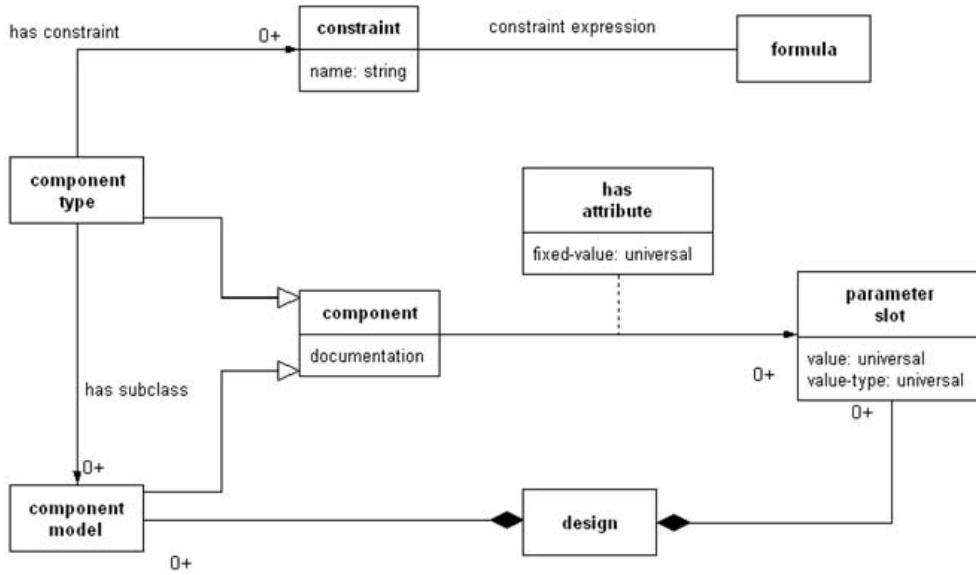 has constraint
0+
constraint
name: string
constraint expression
formula
component
type
has
attribute
fixed-value: universal
component
documentation
parameter
slot
value: universal
value-type: universal
0+
0+
has subclass
0+
component
model
0+
design